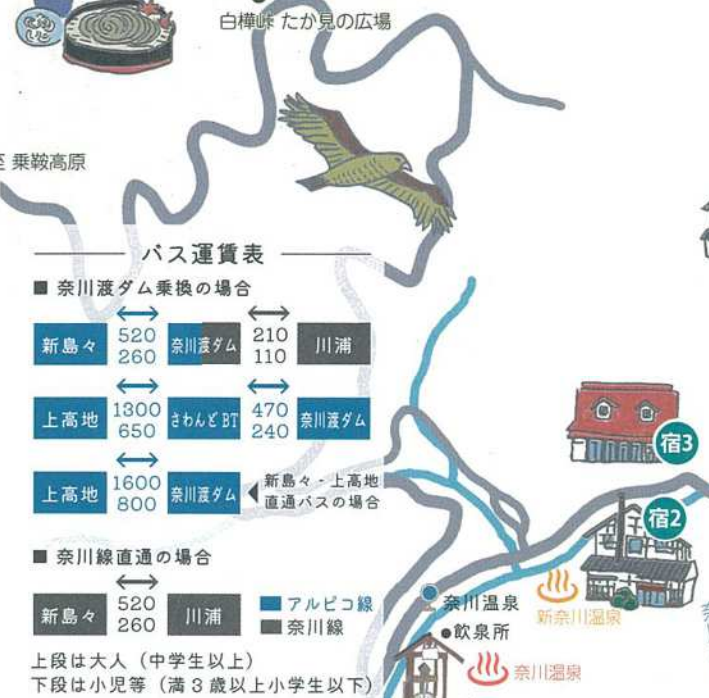 白樺峠 たか見の広場
至 乗鞍高原
バス運賃表
■ 奈川渡ダム乗換の場合
新島々 520 奈川渡ダム 210 川浦
260 110
上高地 1300 さわんどBT 470 奈川渡ダム
650 240
上高地 1600 奈川渡ダム 新島々‐上高地
800 直通バスの場合
■ 奈川線直通の場合
新島々 520 川浦 アルピコ線
260 奈川線
上段は大人（中学生以上）
下段は小児等（満3歳以上小学生以下）
宿3
宿2
奈川温泉
新奈川温泉
●飲泉所
奈川温泉